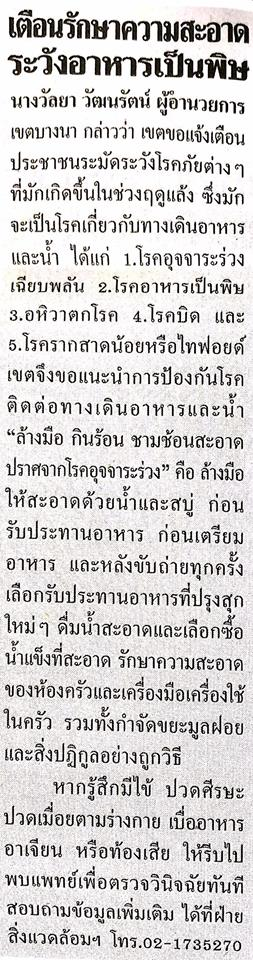 เตือนรักษาความสะอาด
ระวังอาหารเป็นพิษ
นางวัลยา วัฒนรัตน์ ผู้อำนวยการ
เขตบางนา กล่าวว่า เขตขอแจ้งเตือน
ประชาชนระมัดระวังโรคภัยต่างๆ
ที่มักเกิดขึ้นในช่วงฤดูแล้ง ซึ่งมัก
จะเป็นโรคเกี่ยวกับทางเดินอาหาร
และน้ำ ได้แก่ 1.โรคอุจจาระร่วง
เฉียบพลัน 2.โรคอาหารเป็นพิษ
3.อหิวาตกโรค 4.โรคบิด และ
5.โรครากสาดน้อยหรือไทฟอยด์
เขตจึงขอแนะนำการป้องกันโรค
ติดต่อทางเดินอาหารและน้ำ
“ล้างมือ กินร้อน ชามช้อนสะอาด
ปราศจากโรคอุจจาระร่วง” คือ ล้างมือ
ให้สะอาดด้วยน้ำและสบู่ ก่อน
รับประทานอาหาร ก่อนเตรียม
อาหาร และหลังขับถ่ายทุกครั้ง
เลือกรับประทานอาหารที่ปรุงสุก
ใหม่ๆ ดื่มน้ำสะอาดและเลือกซื้อ
น้ำแข็งที่สะอาด รักษาความสะอาด
ของห้องครัวและเครื่องมือเครื่องใช้
ในครัว รวมทั้งกำจัดขยะมูลฝอย
และสิ่งปฏิกูลอย่างถูกวิธี
หากรู้สึกมีไข้ ปวดศีรษะ
ปวดเมื่อยตามร่างกาย เบื่ออาหาร
อาเจียน หรือท้องเสีย ให้รีบไป
พบแพทย์เพื่อตรวจวินิจฉัยทันที
สอบถามข้อมูลเพิ่มเติม ได้ที่ฝ่าย
สิ่งแวดล้อมฯ โทร.02-1735270